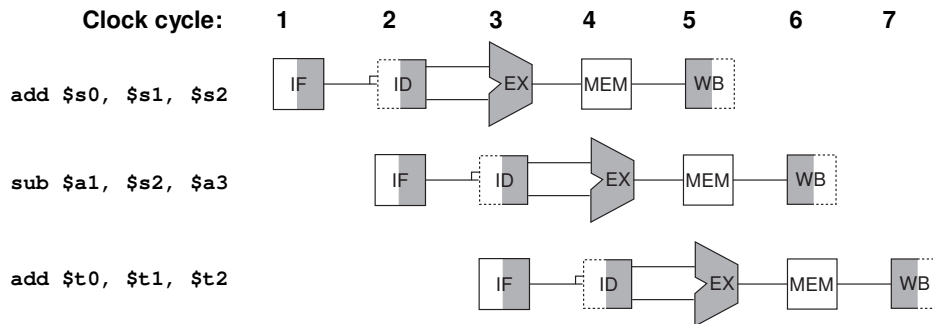 Clock cycle: 1 2 3 4 5 6 7
add $s0, $s1, $s2 IF ID EX MEM WB
sub $a1, $s2, $a3 IF ID EX MEM WB
add $t0, $t1, $t2 IF ID EX MEM WB